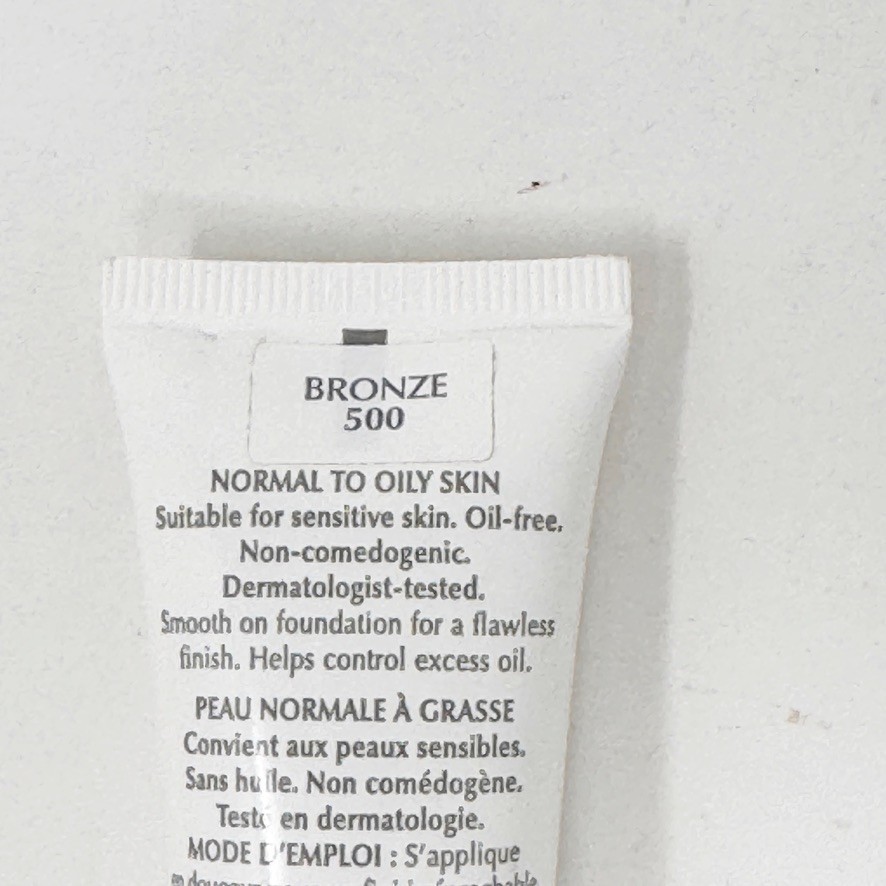 BRONZE
500
NORMAL TO OILY SKIN
Suitable for sensitive skin. Oil-free.
Non-comedogenic.
Dermatologist-tested.
Smooth on foundation for a flawless
finish. Helps control excess oil.
PEAU NORMALE À GRASSE
Convient aux peaux sensibles.
Sans huile. Non comédogène.
Testé en dermatologie.
MODE D'EMPLOI : S'applique